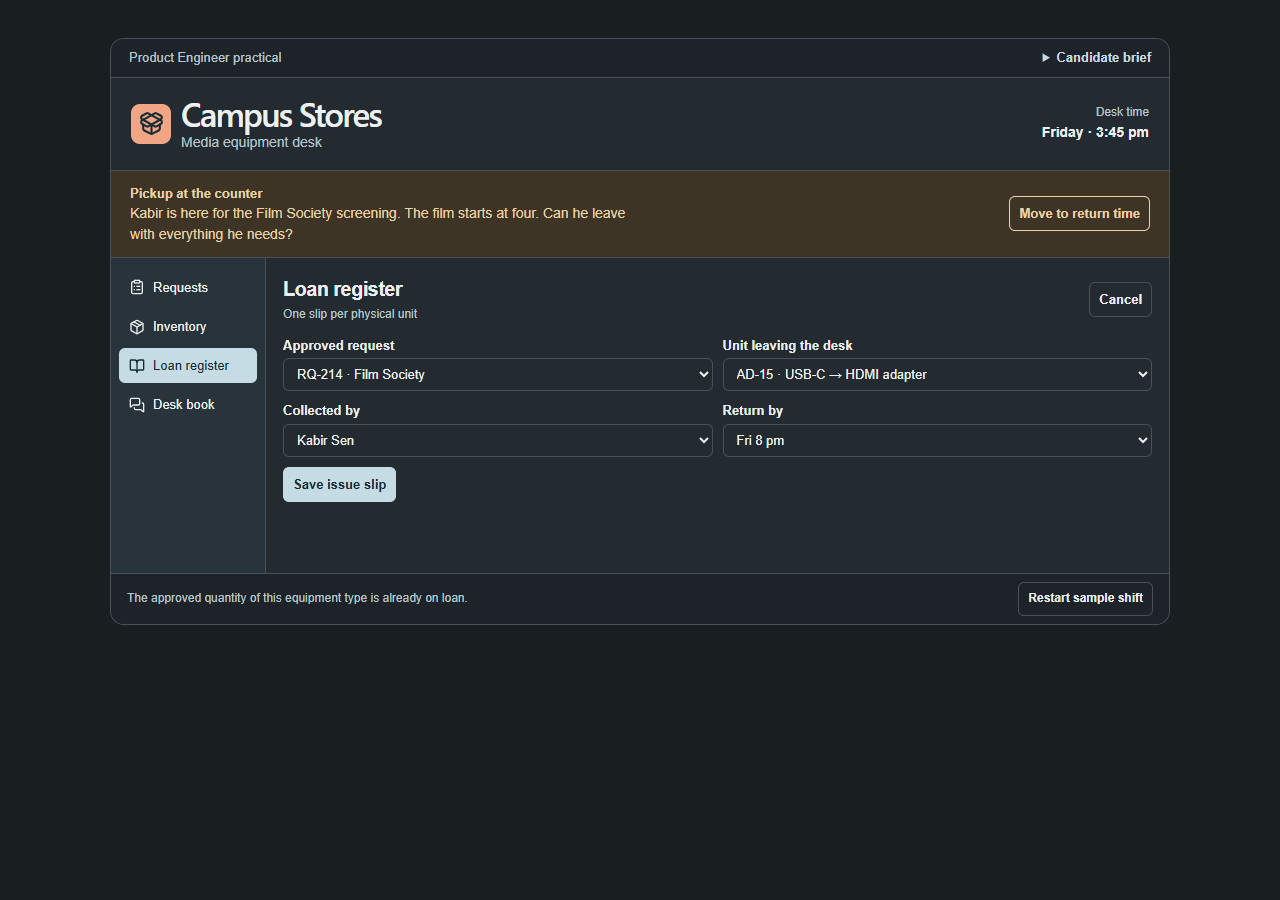 Product Engineer practical
Candidate brief
Campus Stores
Media equipment desk
Desk time
Friday · 3:45 pm
Pickup at the counter
Kabir is here for the Film Society screening. The film starts at four. Can he leave
with everything he needs?
Move to return time
Requests
Inventory
Loan register
Desk book
Loan register
One slip per physical unit
Cancel
Approved request
Unit leaving the desk
RQ-214 · Film Society
AD-15 · USB-C → HDMI adapter
Collected by
Return by
Kabir Sen
Fri 8 pm
Save issue slip
The approved quantity of this equipment type is already on loan.
Restart sample shift